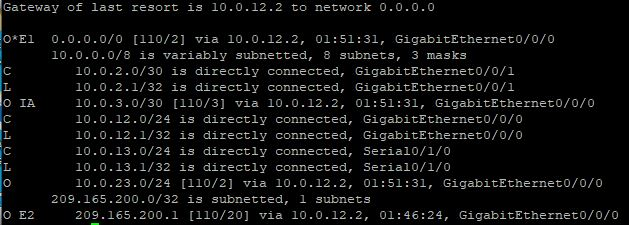 Gateway of last resort is 10.0.12.2 to network 0.0.0.0
O*E1 0.0.0.0/0 [110/2] via 10.0.12.2, 01:51:31, GigabitEthernet0/0/0
10.0.0.0/8 is variably subnetted, 8 subnets, 3 masks
C 10.0.2.0/30 is directly connected, GigabitEthernet0/0/1
L 10.0.2.1/32 is directly connected, GigabitEthernet0/0/1
O IA 10.0.3.0/30 [110/3] via 10.0.12.2, 01:51:31, GigabitEthernet0/0/0
C 10.0.12.0/24 is directly connected, GigabitEthernet0/0/0
L 10.0.12.1/32 is directly connected, GigabitEthernet0/0/0
C 10.0.13.0/24 is directly connected, Serial0/1/0
L 10.0.13.1/32 is directly connected, Serial0/1/0
O 10.0.23.0/24 [110/2] via 10.0.12.2, 01:51:31, GigabitEthernet0/0/0
209.165.200.0/32 is subnetted, 1 subnets
O E2 209.165.200.1 [110/20] via 10.0.12.2, 01:46:24, GigabitEthernet0/0/0